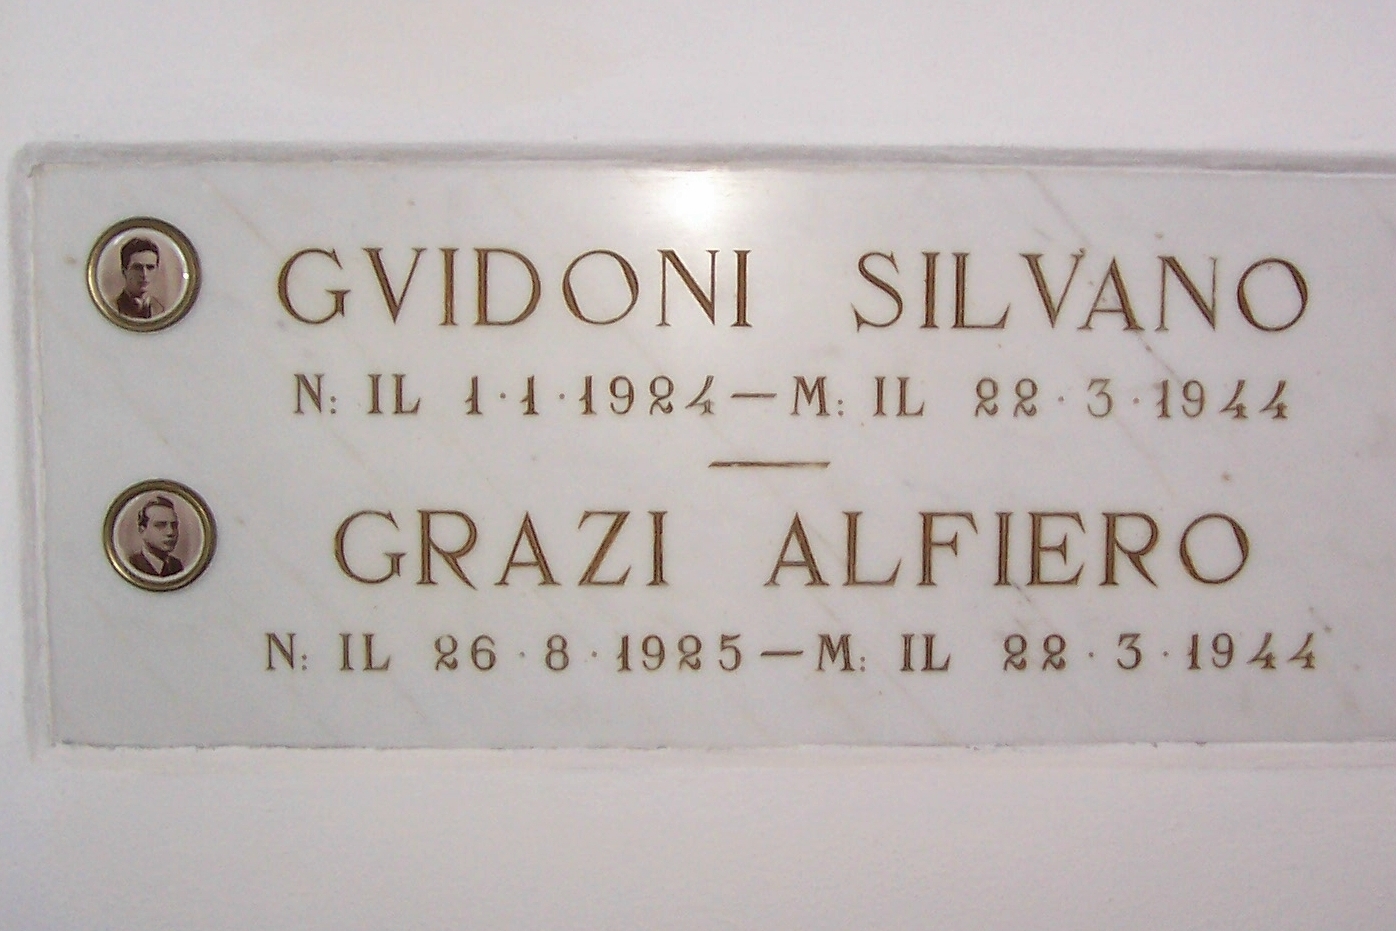 GVIDONI SILVANO
N: IL 1·1·1924—M: IL 22·3·1944
GRAZI ALFIERO
N: IL 26·8·1925—M: IL 22·3·1944